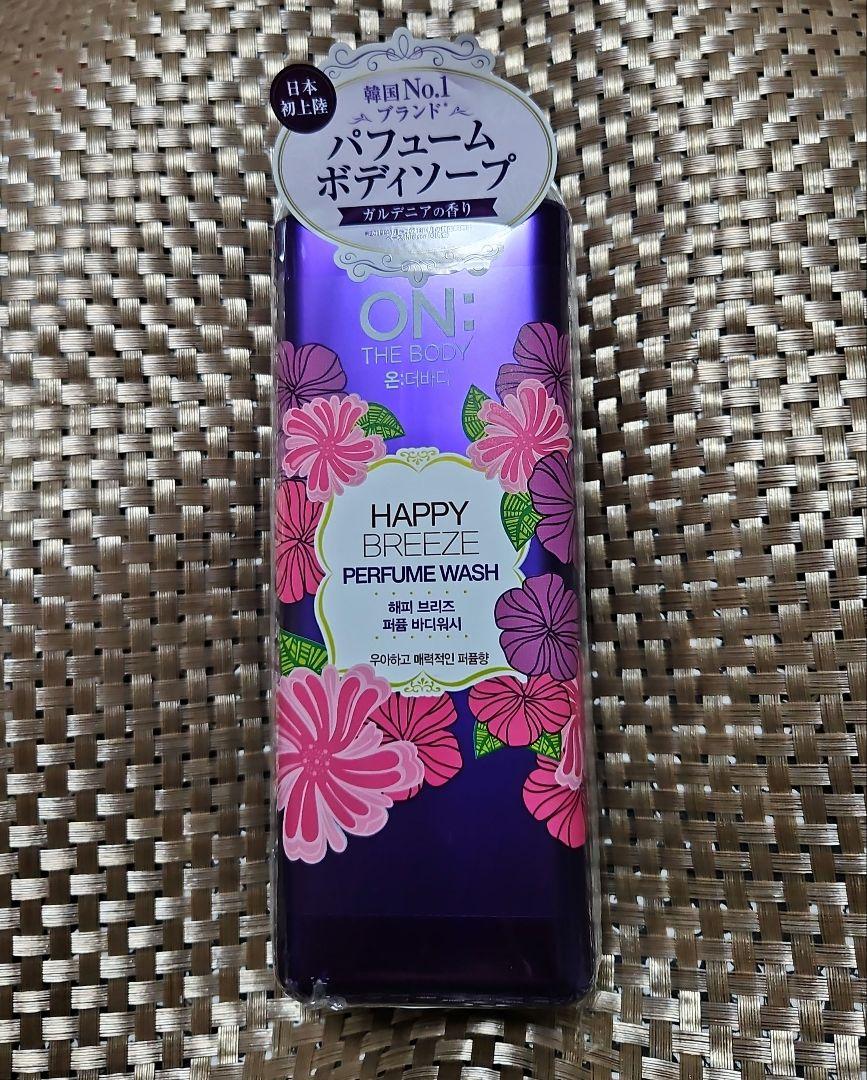 日本
初上陸
韓国No.1
ブランド*
パフューム
ボディソープ
ガルデニアの香り
ON:
THE BODY
온:더바디
HAPPY
BREEZE
PERFUME WASH
해피 브리즈
퍼퓸 바디워시
우아하고 매력적인 퍼퓸향